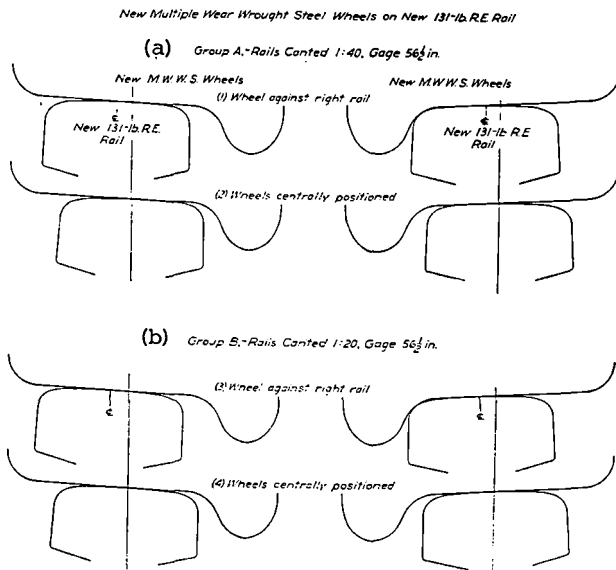 New Multiple Wear Wrought Steel Wheels on New 131-lb. R.E. Rail
(a) Group A,-Rails Canted 1:40, Gage 56½ in.
New M.W.W.S. Wheels
New M.W.W.S. Wheels
(1) Wheel against right rail
℄
℄
New 131-lb R.E.
Rail
New 131-lb R.E
Rail
(2) Wheels centrally positioned
(b) Group B,-Rails Canted 1:20, Gage 56½ in.
(3) Wheel against right rail
℄
℄
(4) Wheels centrally positioned